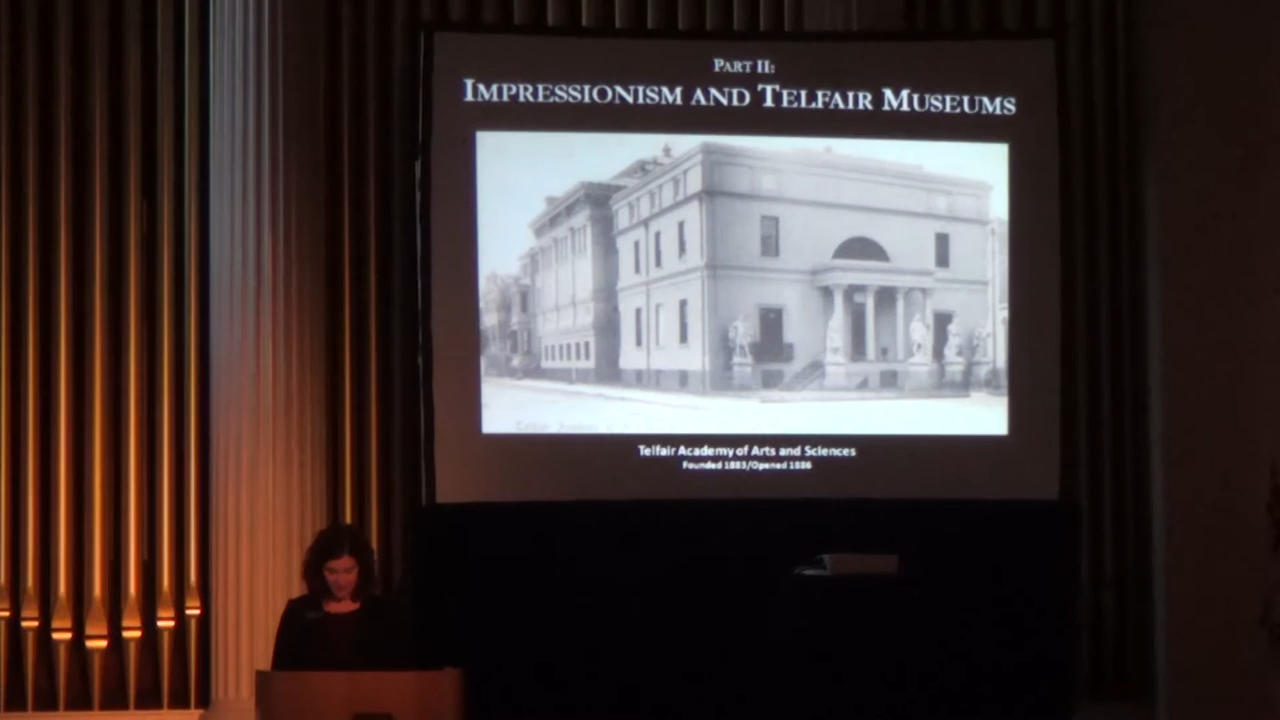 PART II:
IMPRESSIONISM AND TELFAIR MUSEUMS
Telfair Academy of Arts and Sciences
Founded 1883/Opened 1886